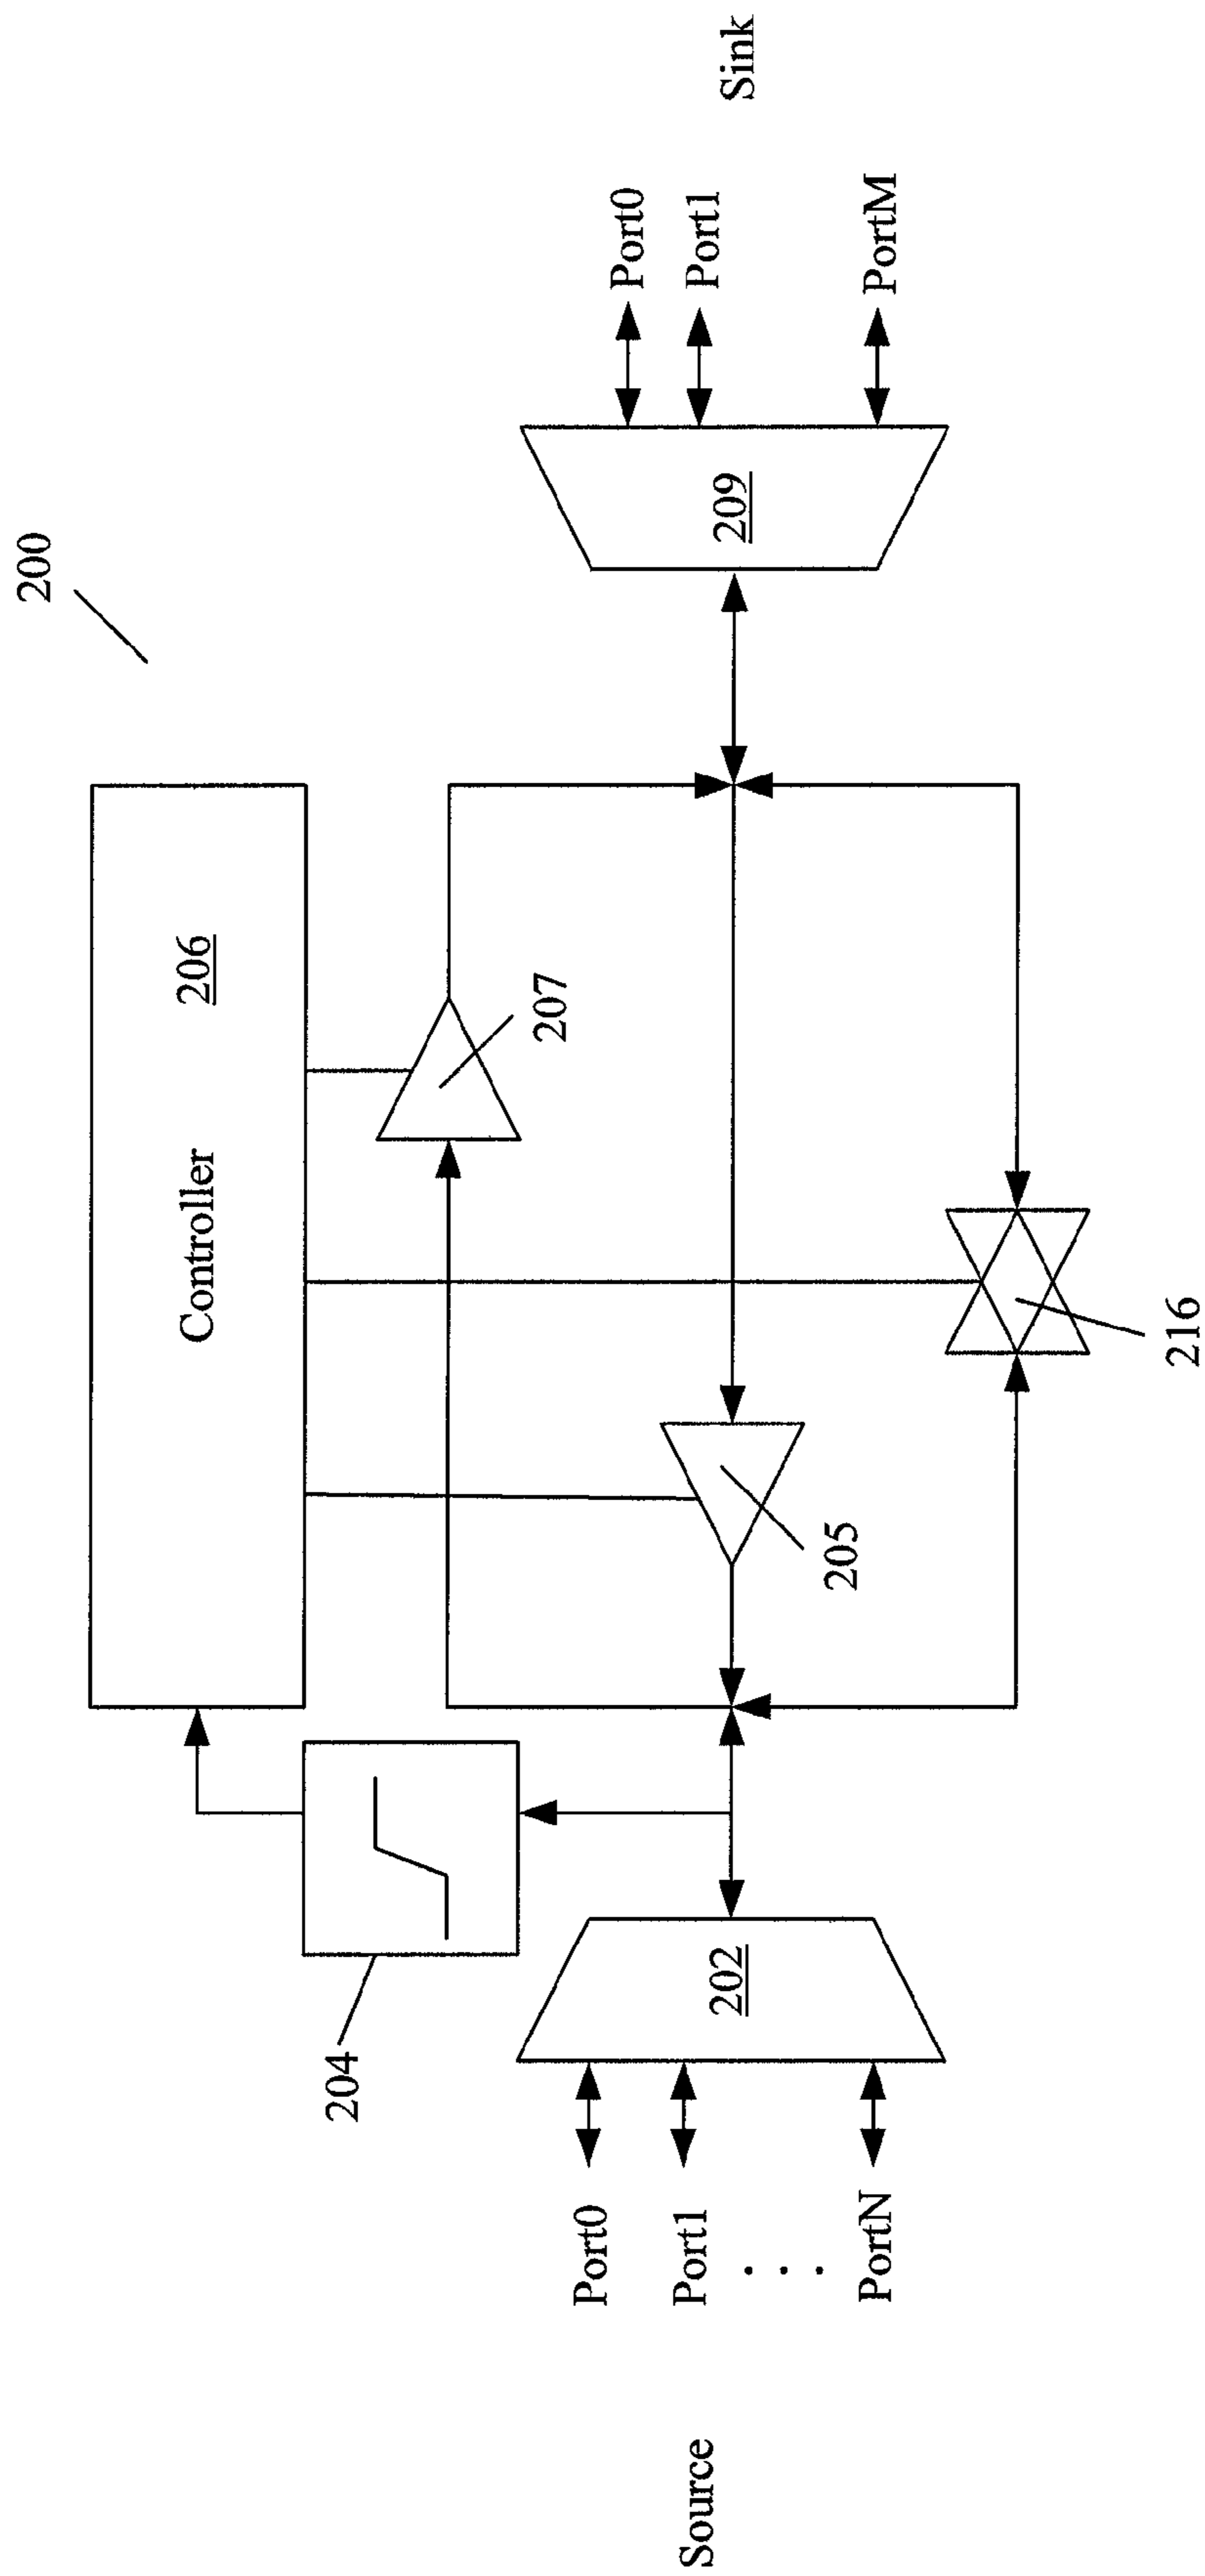 200
Controller
206
204
207
205
216
202
209
Source
Port0
Port1
. . .
PortN
Port0
Port1
PortM
Sink